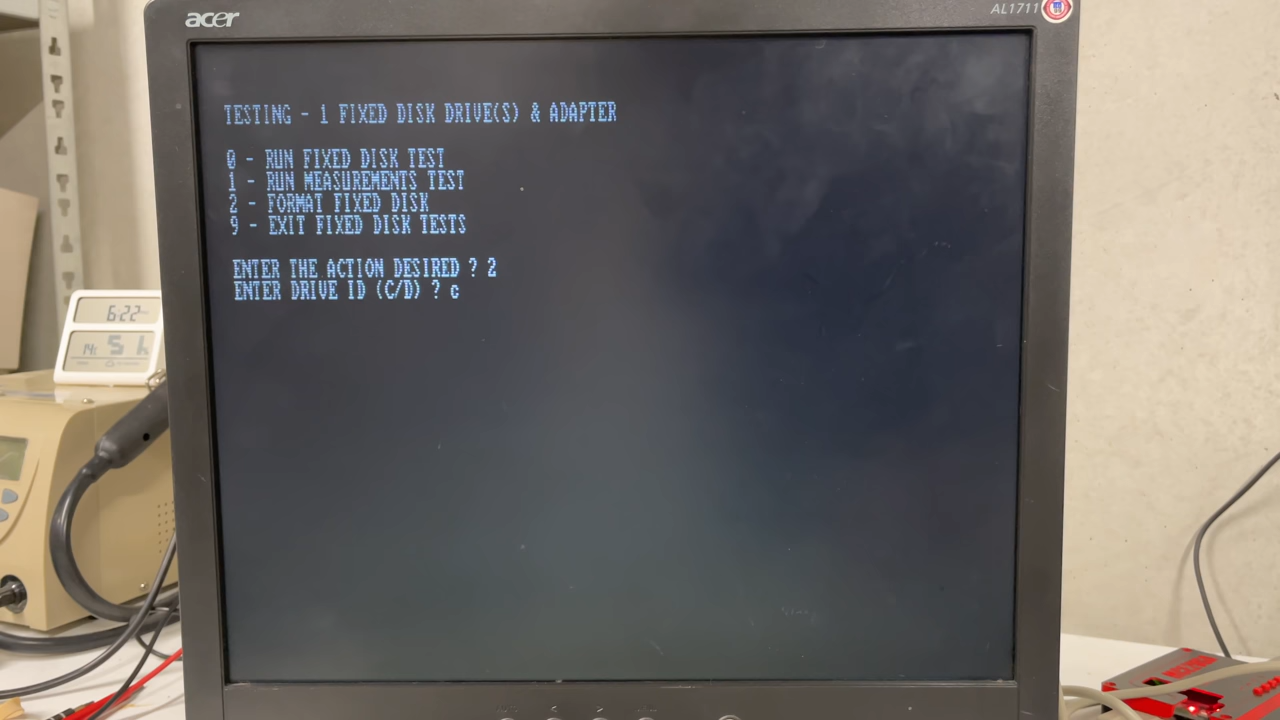 acer
AL1711
TESTING - 1 FIXED DISK DRIVE(S) & ADAPTER
0 - RUN FIXED DISK TEST
1 - RUN MEASUREMENTS TEST
2 - FORMAT FIXED DISK
9 - EXIT FIXED DISK TESTS
ENTER THE ACTION DESIRED ? 2
ENTER DRIVE ID (C/D) ? c
6:22